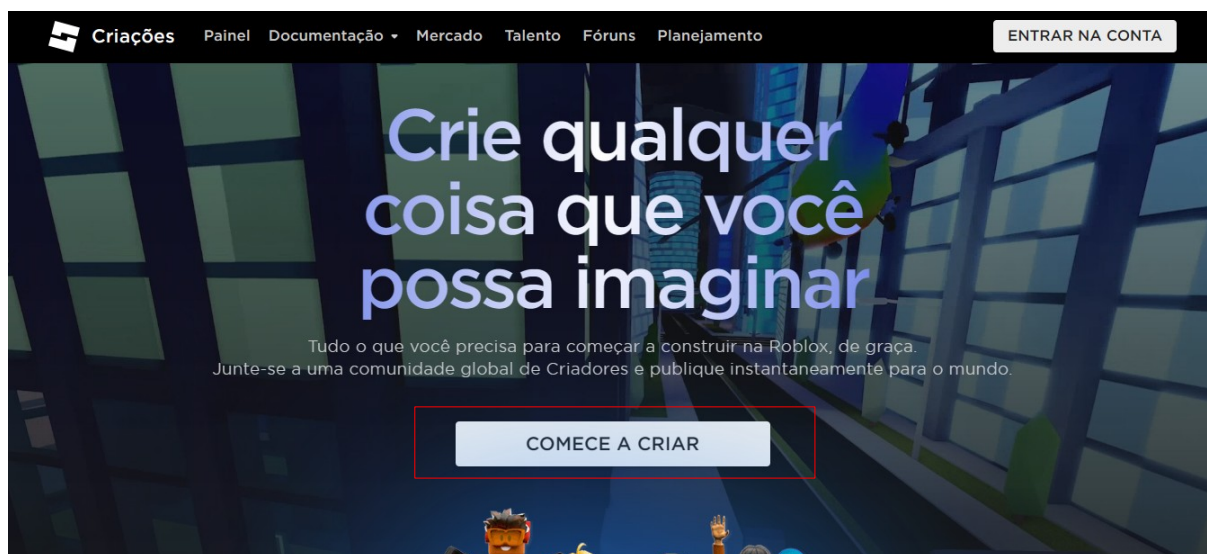 Criações Painel Documentação Mercado Talento Fóruns Planejamento ENTRAR NA CONTA
Crie qualquer
coisa que você
possa imaginar
Tudo o que você precisa para começar a construir na Roblox, de graça.
Junte-se a uma comunidade global de Criadores e publique instantaneamente para o mundo.
COMECE A CRIAR